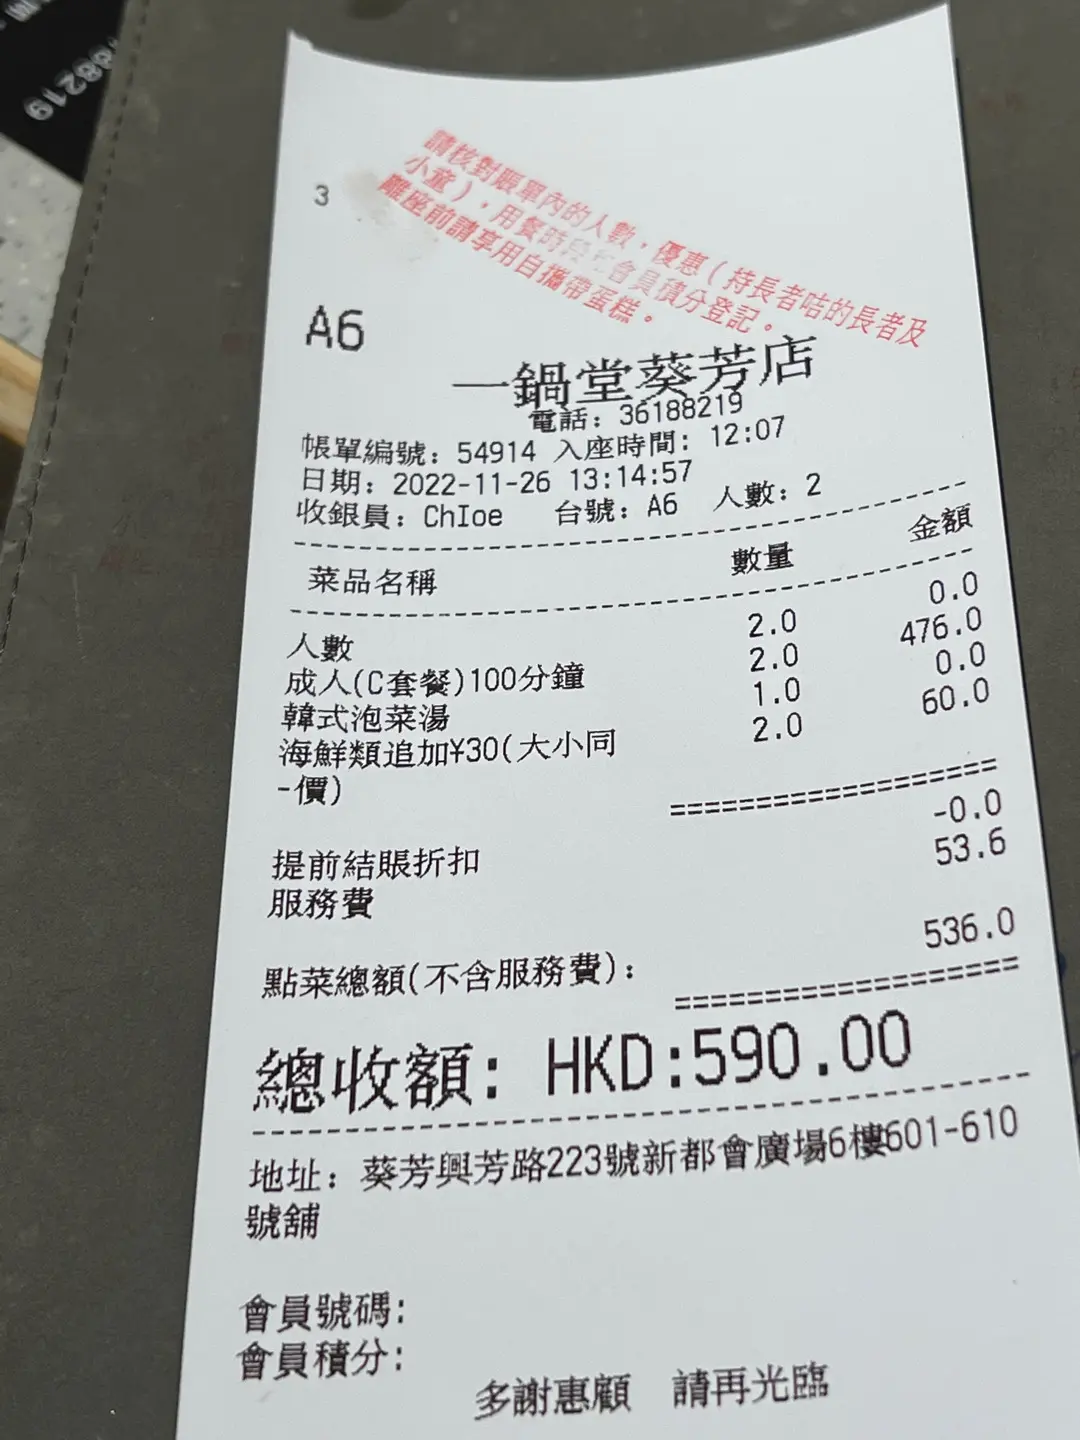 88219
3
請核對賬單內的人數，優惠（持長者咭的長者及
小童），用餐時段和會員積分登記。
離座前請享用自攜帶蛋糕。
A6
一鍋堂葵芳店
電話: 36188219
帳單編號: 54914 入座時間: 12:07
日期: 2022-11-26 13:14:57
收銀員: ChIoe 台號: A6 人數: 2
菜品名稱 數量 金額
人數 2.0 0.0
成人(C套餐)100分鐘 2.0 476.0
韓式泡菜湯 1.0 0.0
海鮮類追加¥30(大小同 2.0 60.0
-價)
提前結賬折扣 -0.0
服務費 53.6
點菜總額(不含服務費): 536.0
總收額: HKD:590.00
地址: 葵芳興芳路223號新都會廣場6樓601-610
號舖
會員號碼:
會員積分:
多謝惠顧 請再光臨